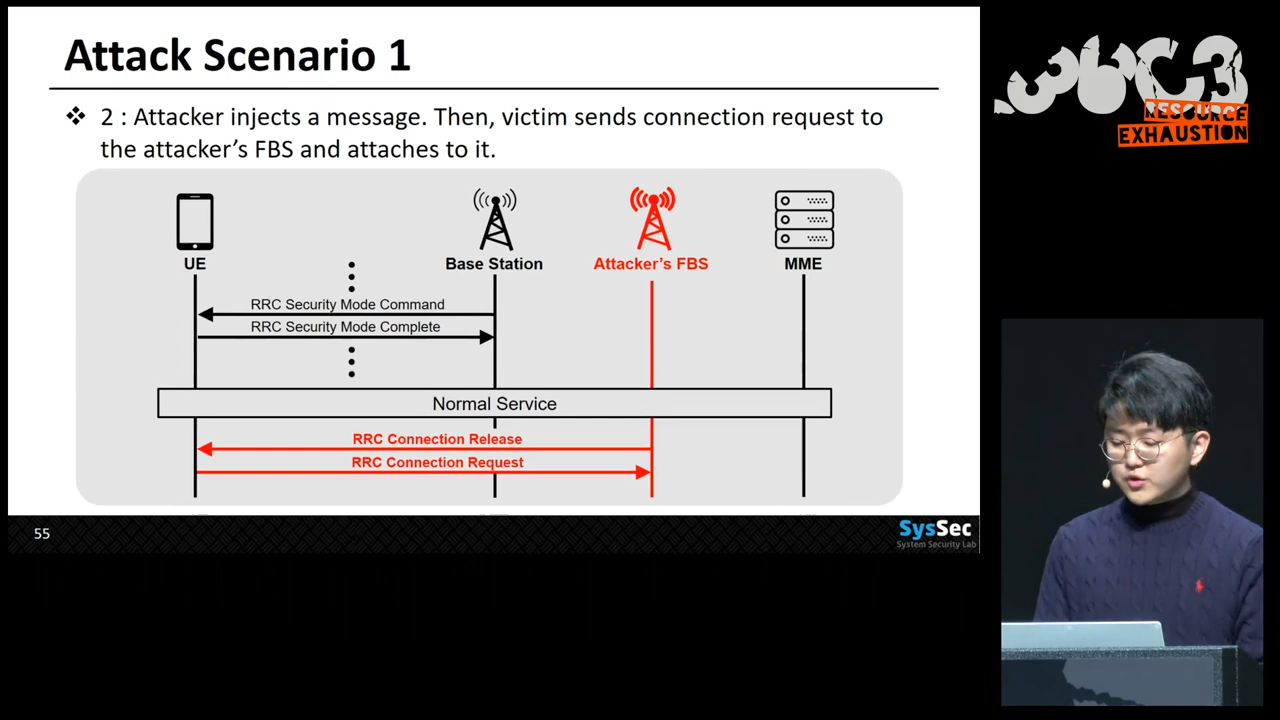 Attack Scenario 1
❖ 2 : Attacker injects a message. Then, victim sends connection request to
the attacker's FBS and attaches to it.
UE
Base Station
Attacker's FBS
MME
RRC Security Mode Command
RRC Security Mode Complete
Normal Service
RRC Connection Release
RRC Connection Request
55
SysSec
System Security Lab
36C3
RESOURCE
EXHAUSTION